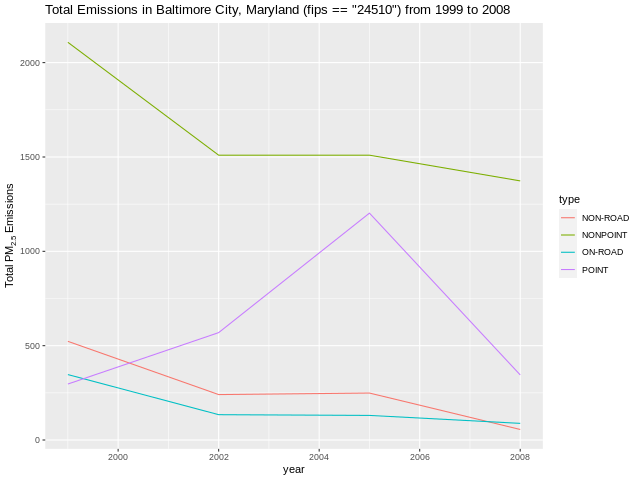 Total Emissions in Baltimore City, Maryland (fips == "24510") from 1999 to 2008
Total PM2.5 Emissions
2000
1500
1000
500
0
2000
2002
2004
2006
2008
year
type
NON-ROAD
NONPOINT
ON-ROAD
POINT